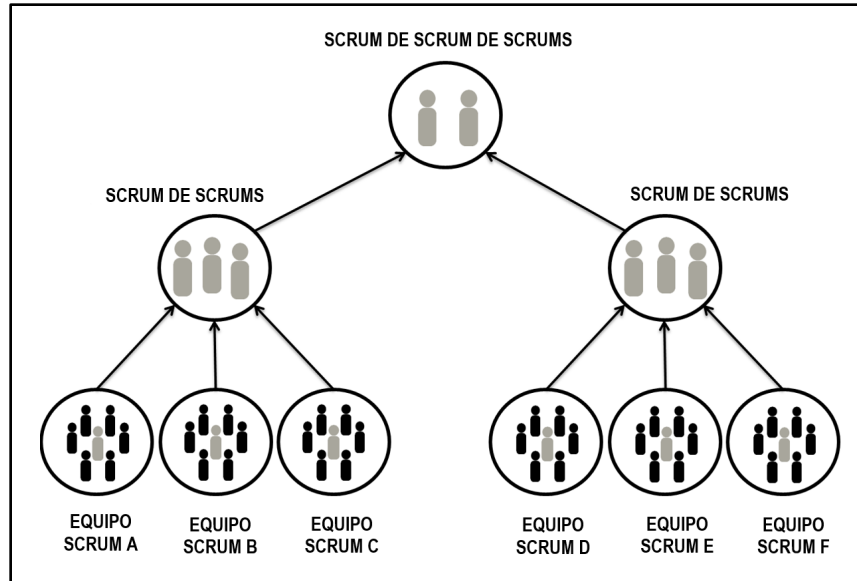 SCRUM DE SCRUM DE SCRUMS
SCRUM DE SCRUMS
SCRUM DE SCRUMS
EQUIPO
SCRUM A
EQUIPO
SCRUM B
EQUIPO
SCRUM C
EQUIPO
SCRUM D
EQUIPO
SCRUM E
EQUIPO
SCRUM F